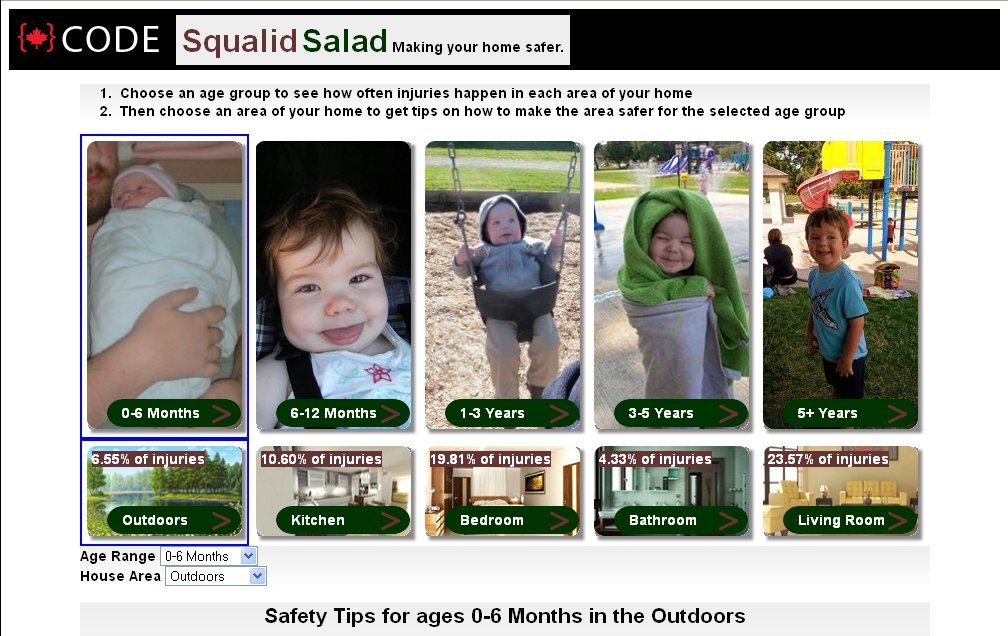 {🍁} CODE Squalid Salad Making your home safer.
1. Choose an age group to see how often injuries happen in each area of your home
2. Then choose an area of your home to get tips on how to make the area safer for the selected age group
0-6 Months > 6-12 Months > 1-3 Years > 3-5 Years > 5+ Years >
6.55% of injuries 10.60% of injuries 19.81% of injuries 4.33% of injuries 23.57% of injuries
Outdoors > Kitchen > Bedroom > Bathroom > Living Room >
Age Range 0-6 Months
House Area Outdoors
Safety Tips for ages 0-6 Months in the Outdoors